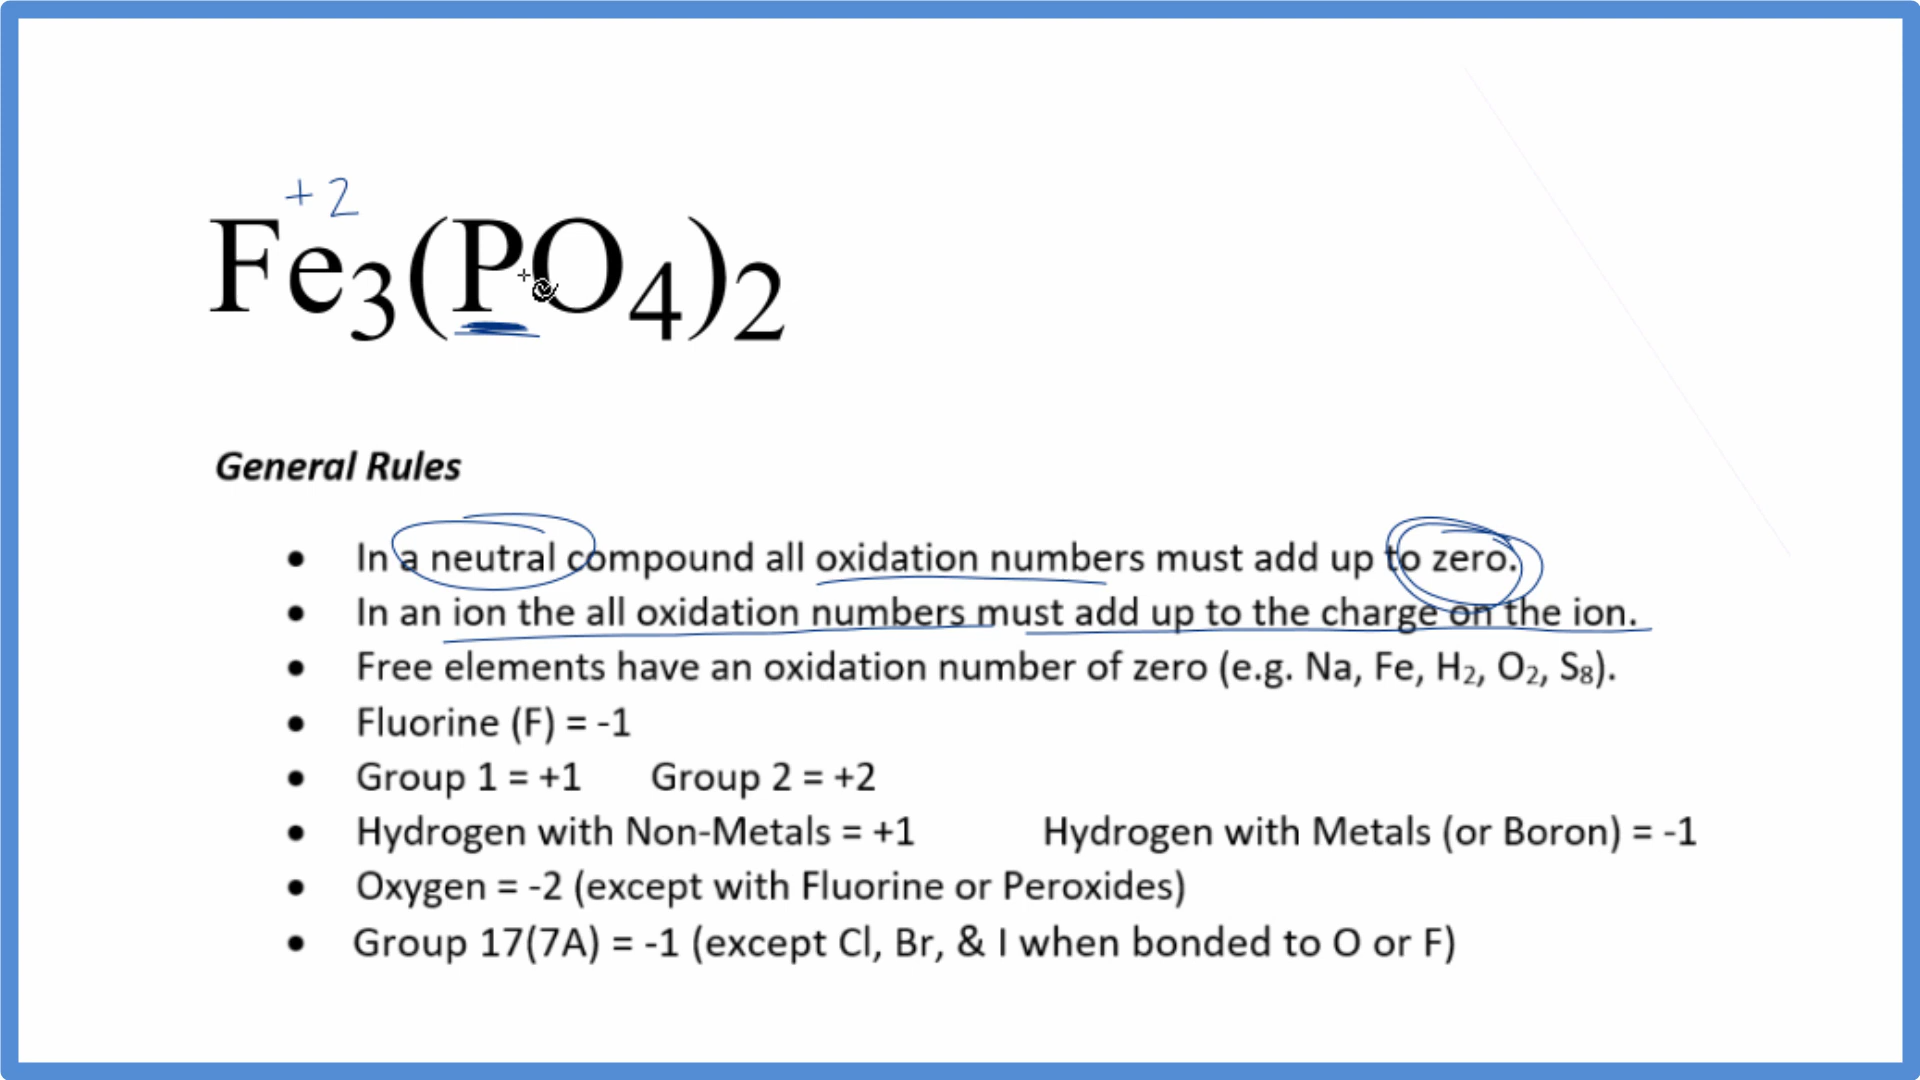 +2
Fe3(PO4)2
General Rules
• In a neutral compound all oxidation numbers must add up to zero.
• In an ion the all oxidation numbers must add up to the charge on the ion.
• Free elements have an oxidation number of zero (e.g. Na, Fe, H2, O2, S8).
• Fluorine (F) = -1
• Group 1 = +1 Group 2 = +2
• Hydrogen with Non-Metals = +1 Hydrogen with Metals (or Boron) = -1
• Oxygen = -2 (except with Fluorine or Peroxides)
• Group 17(7A) = -1 (except Cl, Br, & I when bonded to O or F)